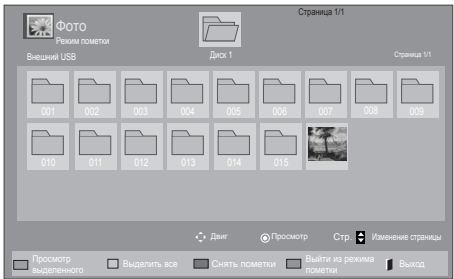 Страница 1/1
Фото
Режим пометки
Внешний USB
Диск 1
Страница 1/1
001 002 003 004 005 006 007 008 009
010 011 012 013 014 015
Двиг Просмотр Стр. Изменение страницы
Просмотр выделенного
Выделить все
Снять пометки
Выйти из режима пометки
Выход